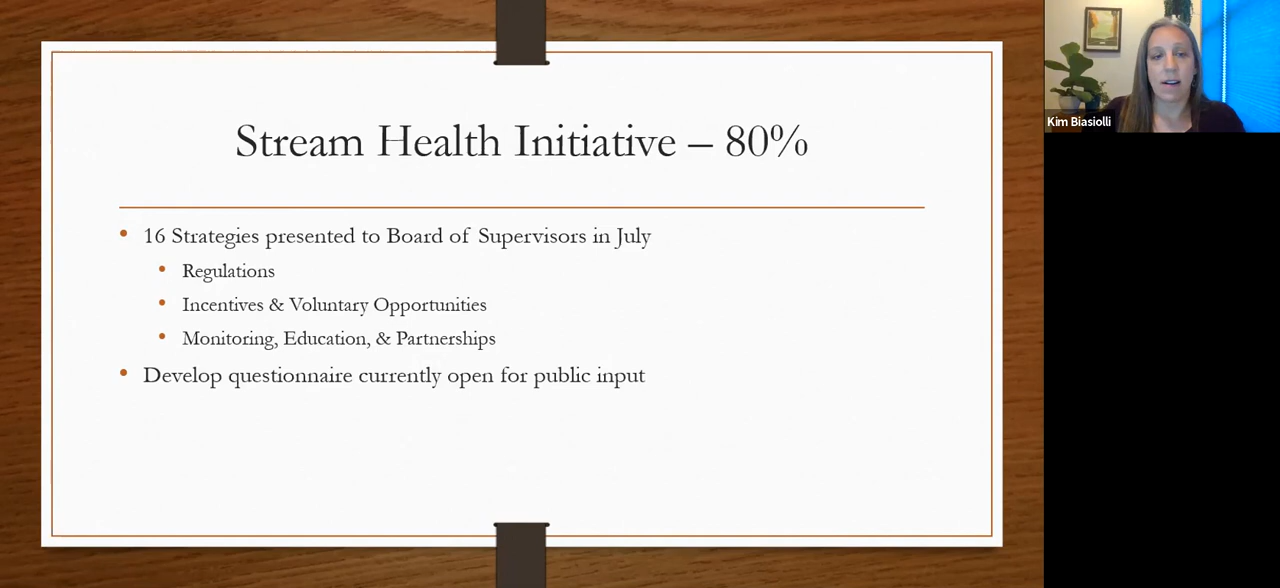 Stream Health Initiative – 80%
• 16 Strategies presented to Board of Supervisors in July
• Regulations
• Incentives & Voluntary Opportunities
• Monitoring, Education, & Partnerships
• Develop questionnaire currently open for public input
Kim Biasiolli